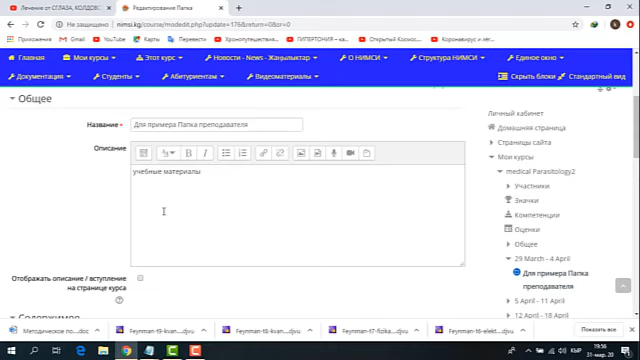 Лечение от СГЛАЗА, КОЛДОВС
Редактирование Папка
Не защищено
nimsi.kg/course/modedit.php?update=176&return=0&sr=0
Приложения Gmail YouTube Карты Перевести Хронопутешествия... ГИПЕРТОНИЯ – ка... Открытый Космос... Коронавирус и лёг...
Главная Мои курсы Этот курс Новости - News - Жаңылыктар О НИМСИ Структура НИМСИ Единое окно
Документация Студенты Абитуриентам Видеоматериалы Скрыть блоки Стандартный вид
Общее
Название
Для примера Папка преподавателя
Описание
учебные материалы
Отображать описание / вступление
на странице курса
Содержимое
Личный кабинет
Домашняя страница
Страницы сайта
Мои курсы
medical Parasitology2
Участники
Значки
Компетенции
Оценки
Общее
29 March - 4 April
Для примера Папка
преподавателя
5 April - 11 April
12 April - 18 April
Методическое по....doc
Feynman-t9-kvan....djvu
Feynman-t8-kvan....djvu
Feynman-t7-fizika....djvu
Feynman-t6-elekt....djvu
Показать все
КЫР
19:56
31-мар. 20